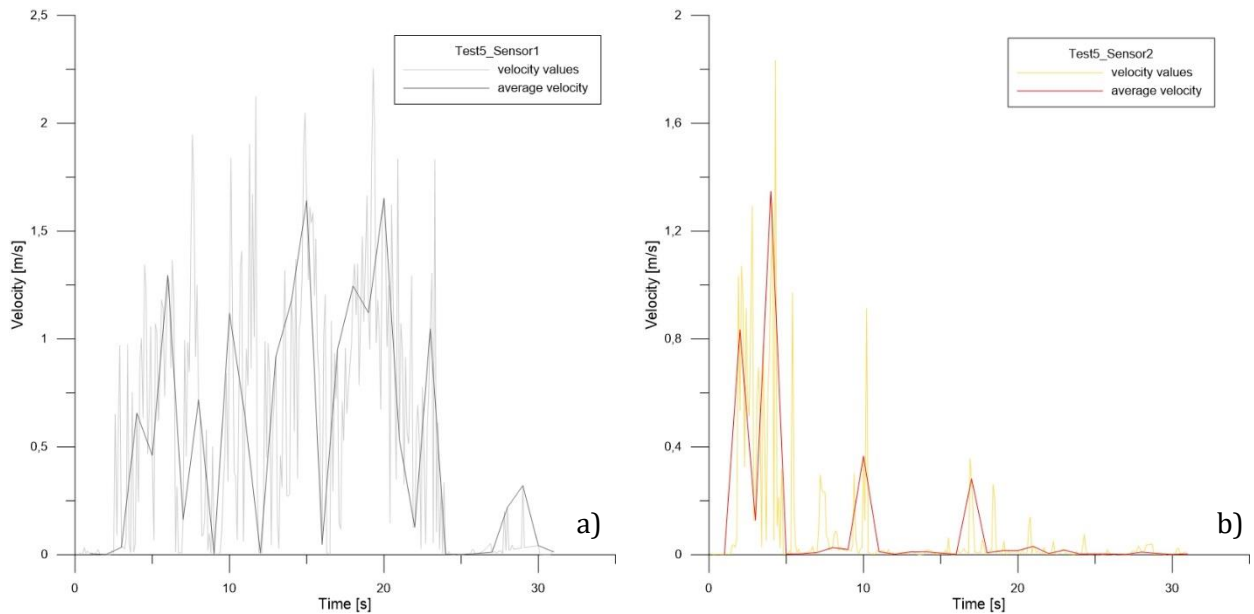 2,5
2
1,5
1
0,5
0
Velocity [m/s]
0
10
20
30
Time [s]
Test5_Sensor1
velocity values
average velocity
a)
2
1,6
1,2
0,8
0,4
0
Velocity [m/s]
0
10
20
30
Time [s]
Test5_Sensor2
velocity values
average velocity
b)